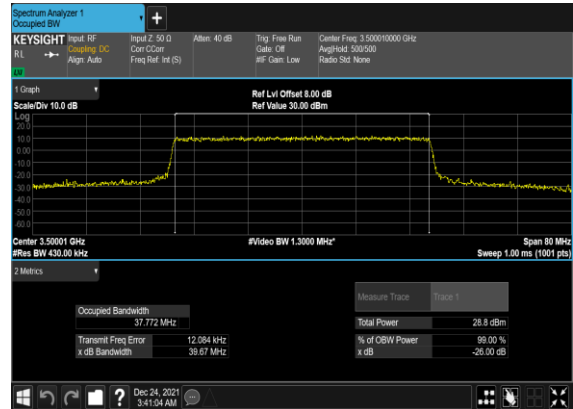 Spectrum Analyzer 1
Occupied BW
+
KEYSIGHT Input: RF Input Z: 50 Ω Atten: 40 dB Trig: Free Run Center Freq: 3.500010000 GHz
RL Coupling: DC Corr CCorr Gate: Off Avg|Hold: 500/500
Align: Auto Freq Ref: Int (S) #IF Gain: Low Radio Std: None
1 Graph
Ref Lvl Offset 8.00 dB
Scale/Div 10.0 dB Ref Value 30.00 dBm
Log
20.0
10.0
0.00
-10.0
-20.0
-30.0
-40.0
-50.0
-60.0
Center 3.50001 GHz #Video BW 1.3000 MHz* Span 80 MHz
#Res BW 430.00 kHz Sweep 1.00 ms (1001 pts)
2 Metrics
Measure Trace Trace 1
Occupied Bandwidth
37.772 MHz Total Power 28.8 dBm
Transmit Freq Error 12.084 kHz % of OBW Power 99.00 %
x dB Bandwidth 39.67 MHz x dB -26.00 dB
? Dec 24, 2021
3:41:04 AM